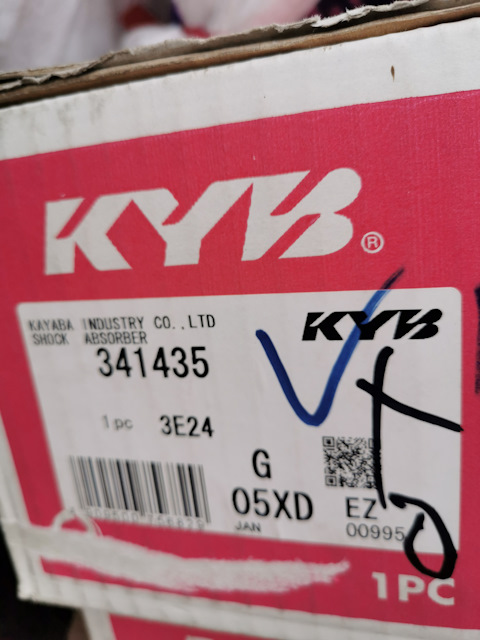 KYB®
KAYABA INDUSTRY CO.,LTD
SHOCK ABSORBER
KYB
341435
1pc 3E24
G
05XD
JAN
EZ
00995
1PC